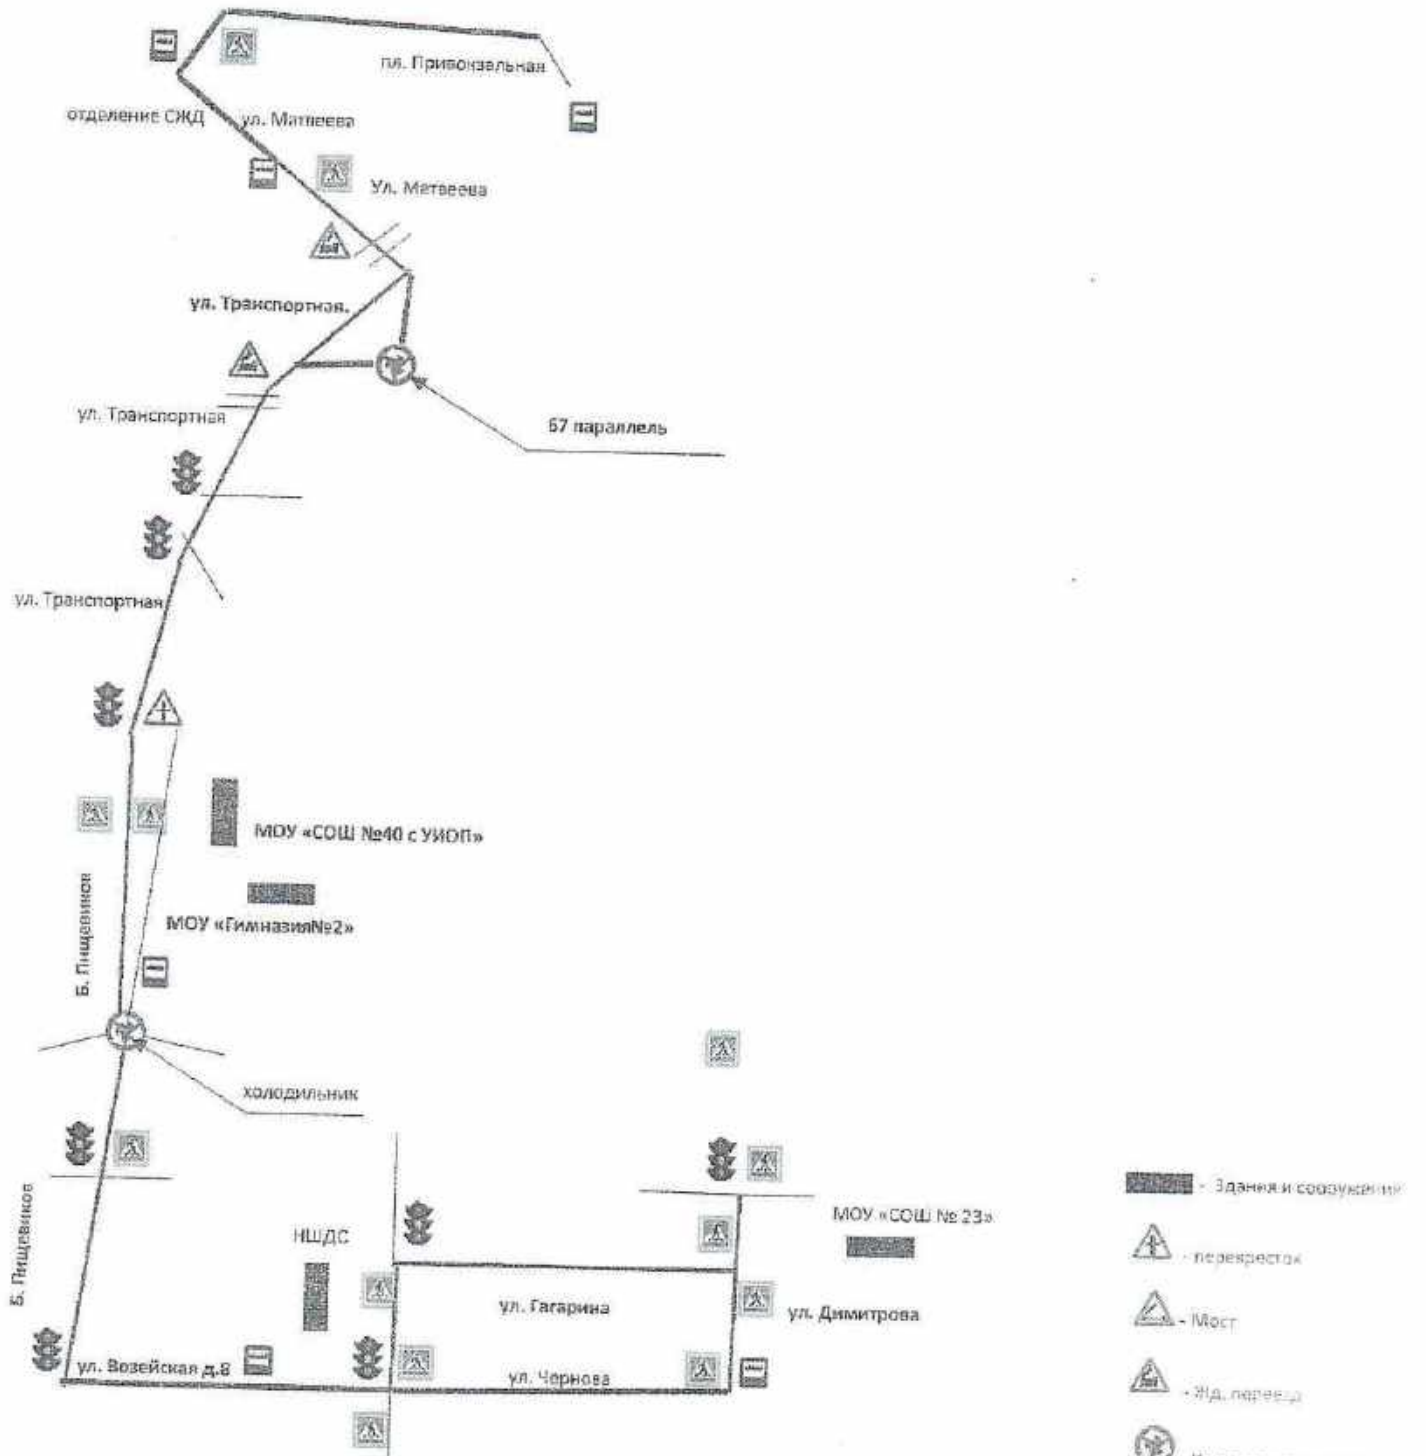 пл. Привокзальная
отделение СЖД
ул. Матвеева
Ул. Матвеева
ул. Транспортная.
ул. Транспортная
67 параллель
ул. Транспортная
МОУ «СОШ №40 с УИОП»
МОУ «Гимназия№2»
Б. Пищевиков
холодильник
Б. Пищевиков
НШДС
МОУ «СОШ № 23»
ул. Гагарина
ул. Димитрова
ул. Возейская д.8
ул. Чернова
- Здания и сооружения
- перекресток
- Мост
- Жд. переезд